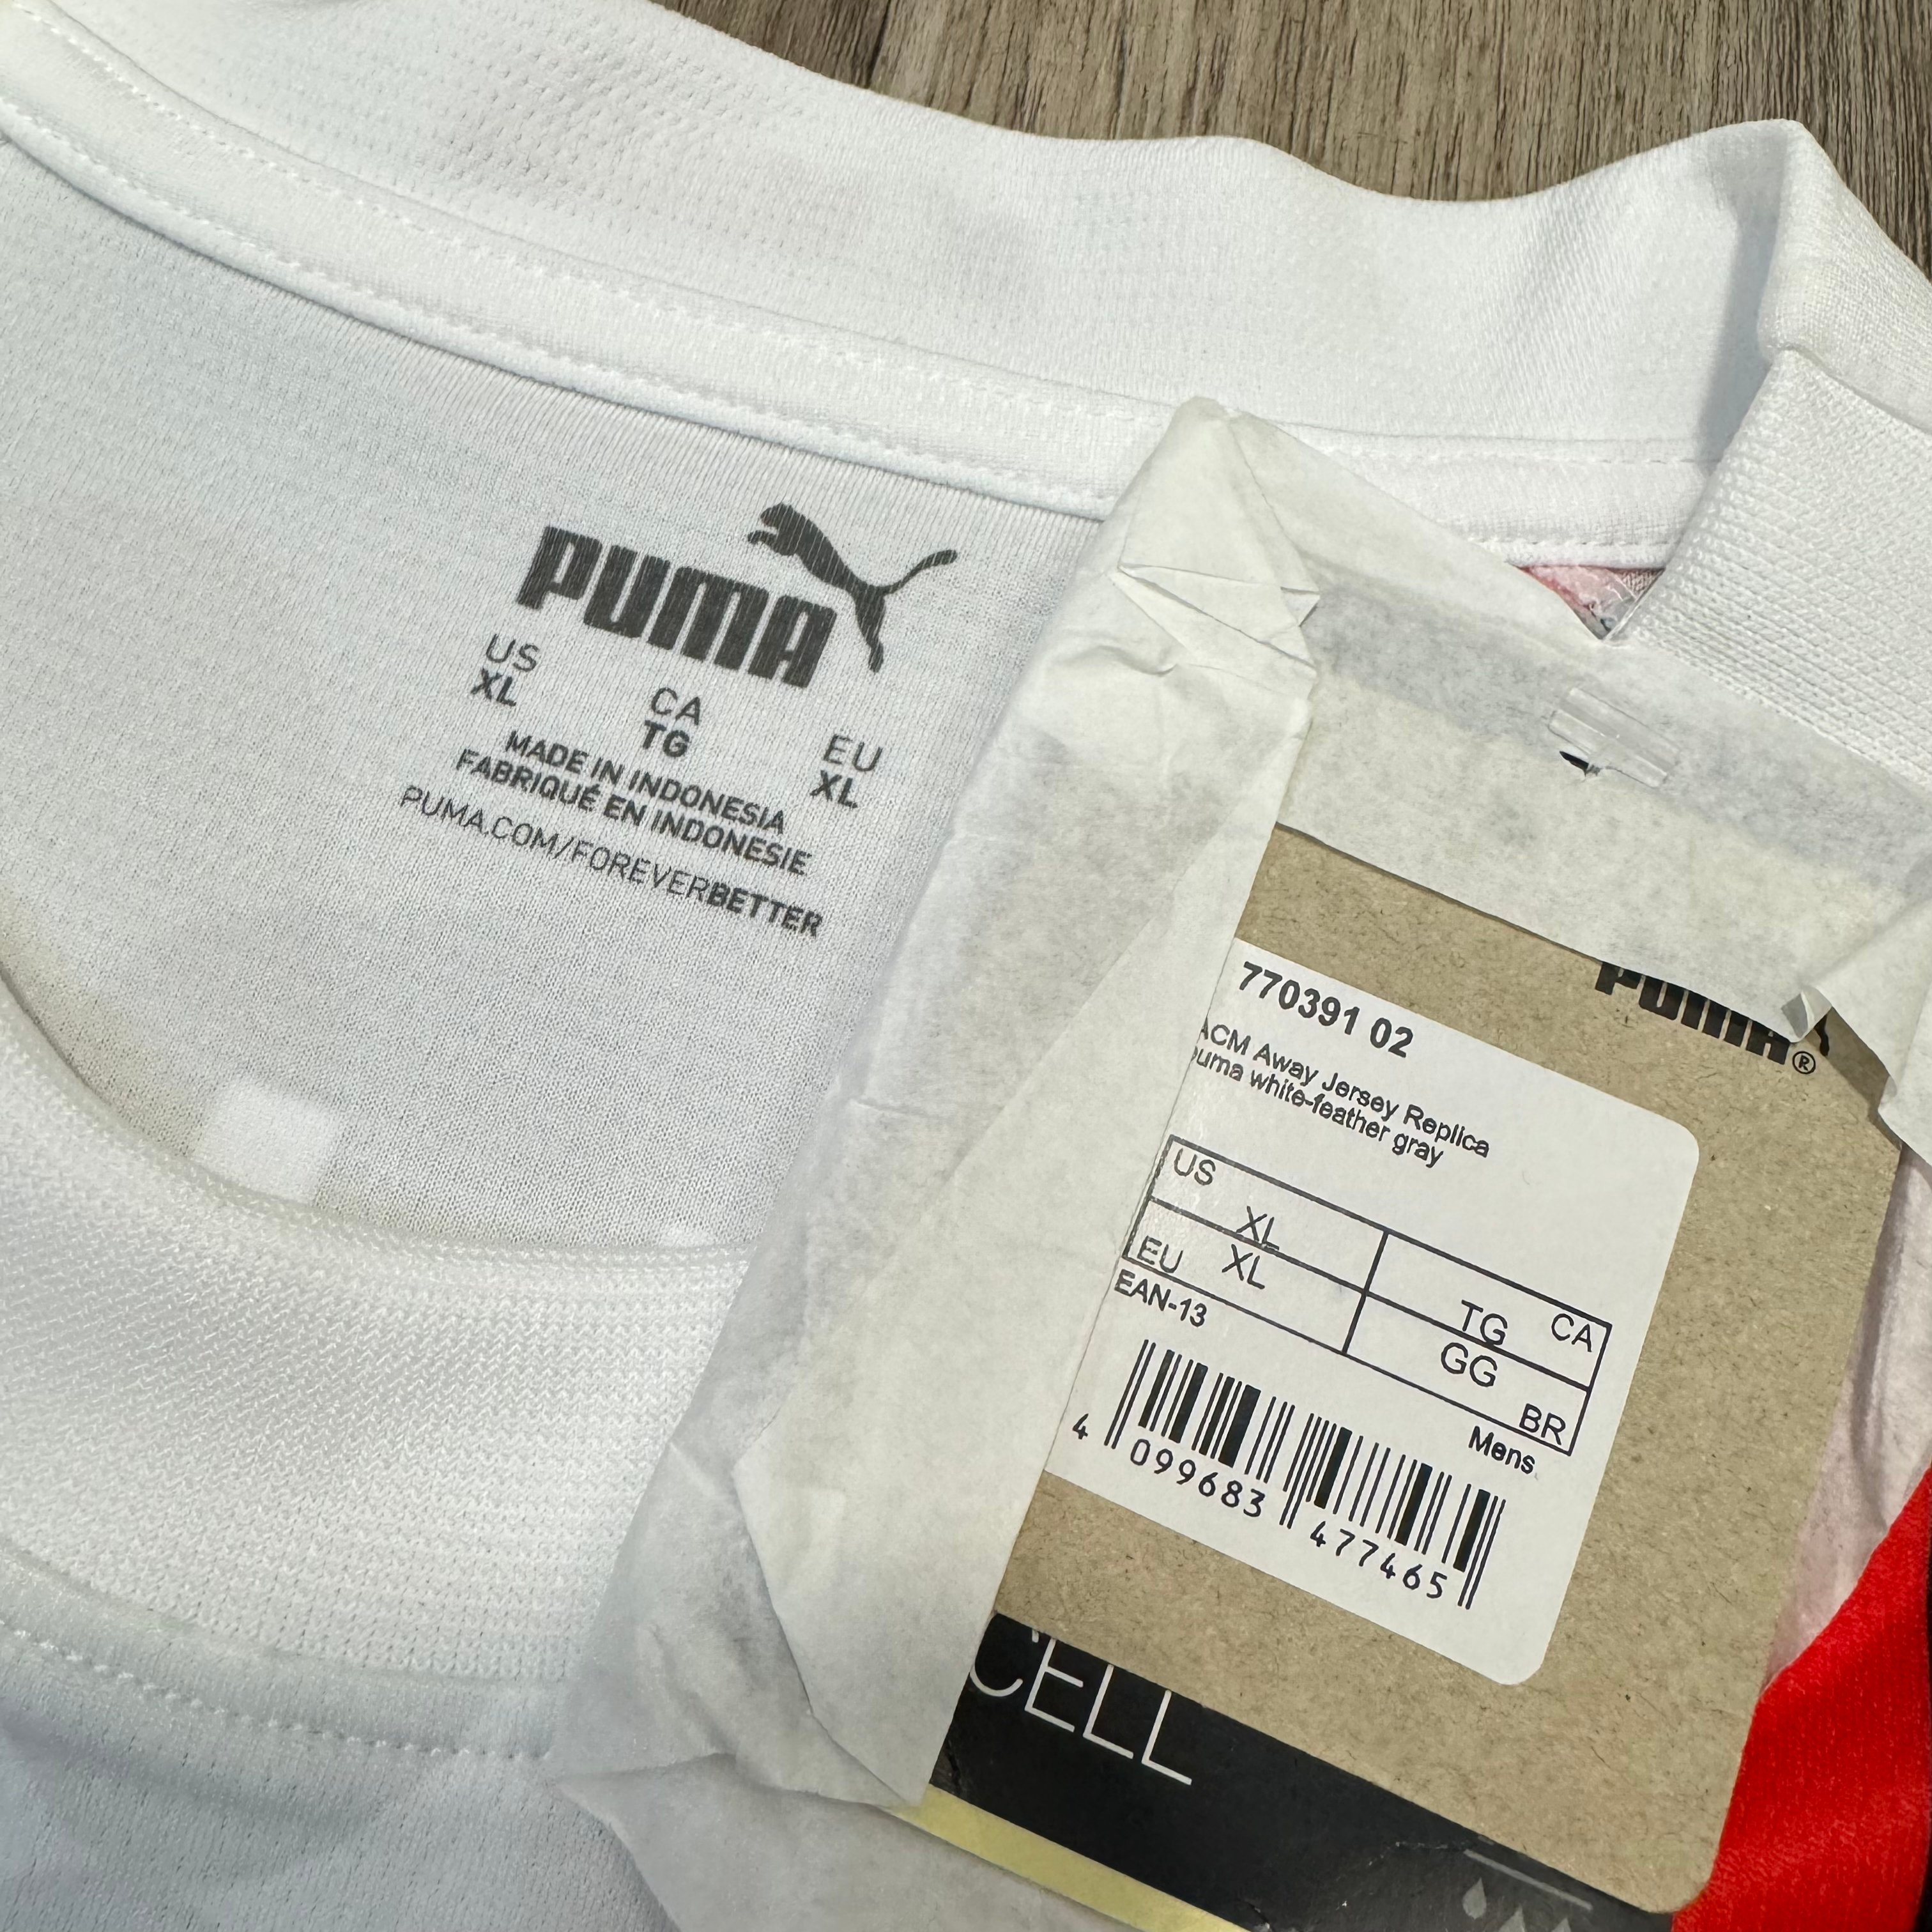 PUMA
US CA EU
XL TG XL
MADE IN INDONESIA
FABRIQUÉ EN INDONESIE
PUMA.COM/FOREVERBETTER
PUMA®
770391 02
ACM Away Jersey Replica
puma white-feather gray
US XL TG CA
EU XL GG BR
EAN-13 Mens
4 099683 477465
CELL